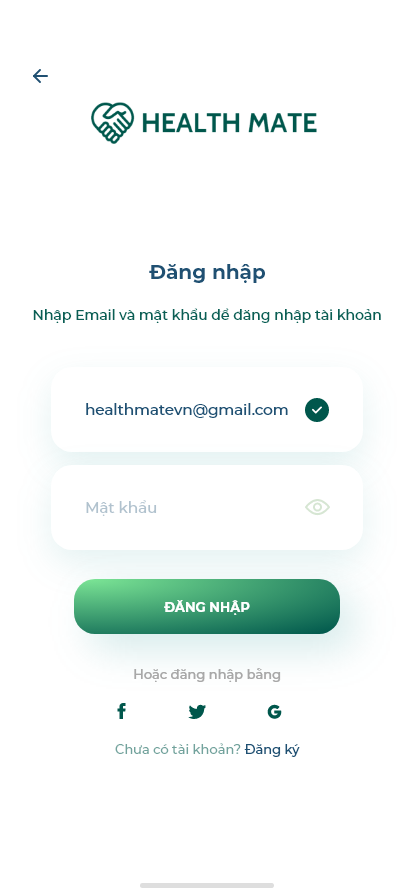 HEALTH MATE
Đăng nhập
Nhập Email và mật khẩu để đăng nhập tài khoản
healthmatevn@gmail.com
Mật khẩu
ĐĂNG NHẬP
Hoặc đăng nhập bằng
Chưa có tài khoản? Đăng ký